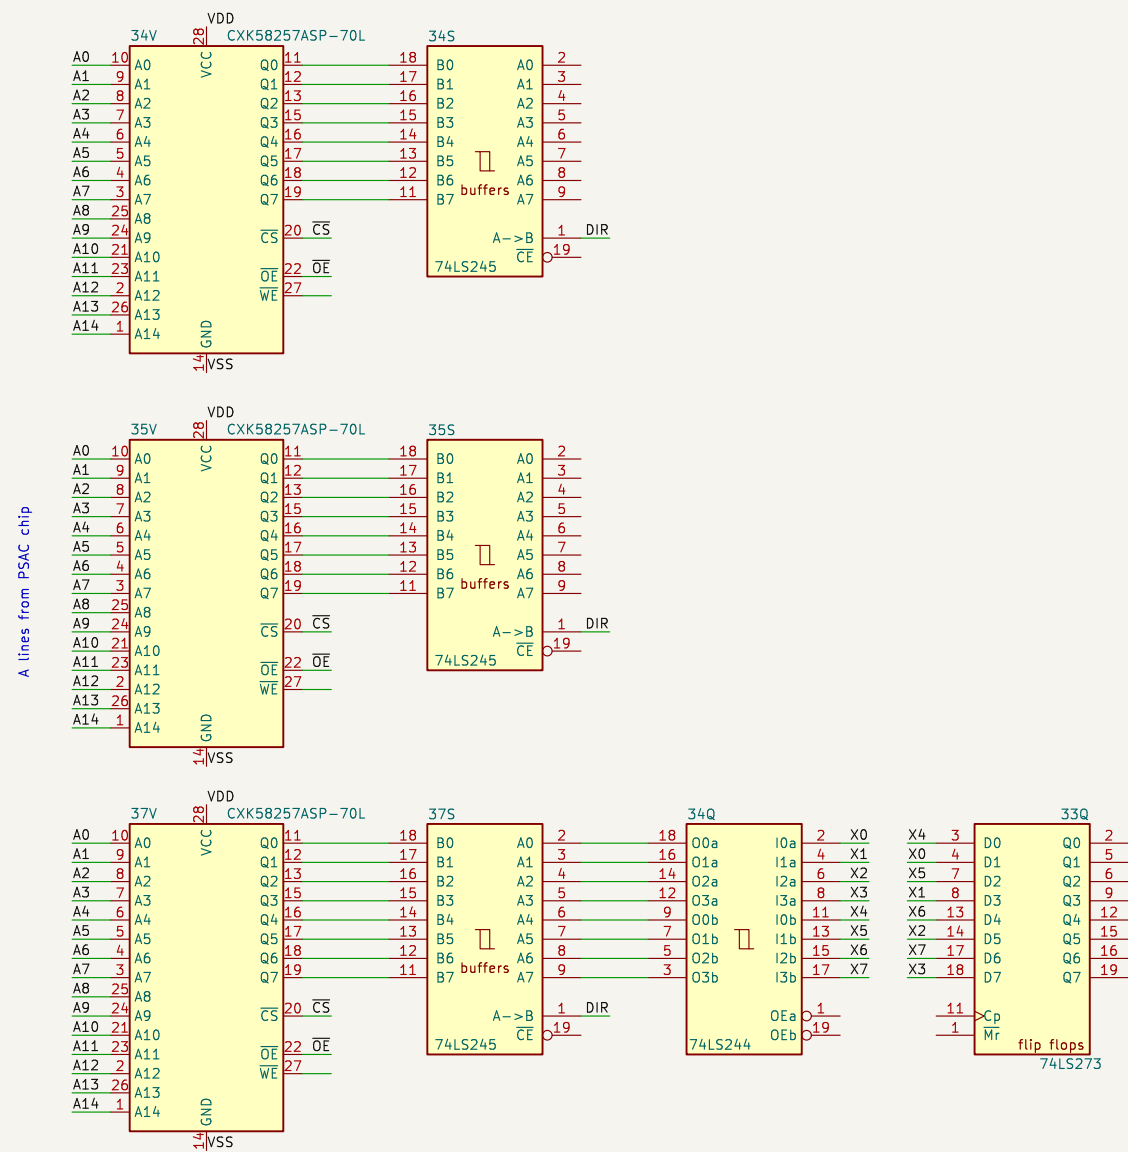 VDD
34V 28 CXK58257ASP-70L 34S
A0 10 A0 VCC Q0 11 18 B0 A0 2
A1 9 A1 Q1 12 17 B1 A1 3
A2 8 A2 Q2 13 16 B2 A2 4
A3 7 A3 Q3 15 15 B3 A3 5
A4 6 A4 Q4 16 14 B4 A4 6
A5 5 A5 Q5 17 13 B5 A5 7
A6 4 A6 Q6 18 12 B6 A6 8
buffers
A7 3 A7 Q7 19 11 B7 A7 9
A8 25 A8
A9 24 A9 CS 20 CS A->B 1 DIR
A10 21 A10 CE 19
A11 23 A11 OE 22 OE 74LS245
A12 2 A12 WE 27
A13 26 A13
A14 1 A14 GND
14 VSS
VDD
35V 28 CXK58257ASP-70L 35S
A0 10 A0 VCC Q0 11 18 B0 A0 2
A1 9 A1 Q1 12 17 B1 A1 3
A2 8 A2 Q2 13 16 B2 A2 4
A3 7 A3 Q3 15 15 B3 A3 5
A4 6 A4 Q4 16 14 B4 A4 6
A5 5 A5 Q5 17 13 B5 A5 7
A6 4 A6 Q6 18 12 B6 A6 8
buffers
A7 3 A7 Q7 19 11 B7 A7 9
A8 25 A8
A9 24 A9 CS 20 CS A->B 1 DIR
A10 21 A10 CE 19
A11 23 A11 OE 22 OE 74LS245
A12 2 A12 WE 27
A13 26 A13
A14 1 A14 GND
14 VSS
A lines from PSAC chip
VDD
37V 28 CXK58257ASP-70L 37S 34Q 33Q
A0 10 A0 VCC Q0 11 18 B0 A0 2 18 O0a I0a 2 X0 X4 3 D0 Q0 2
A1 9 A1 Q1 12 17 B1 A1 3 16 O1a I1a 4 X1 X0 4 D1 Q1 5
A2 8 A2 Q2 13 16 B2 A2 4 14 O2a I2a 6 X2 X5 7 D2 Q2 6
A3 7 A3 Q3 15 15 B3 A3 5 12 O3a I3a 8 X3 X1 8 D3 Q3 9
A4 6 A4 Q4 16 14 B4 A4 6 9 O0b I0b 11 X4 X6 13 D4 Q4 12
A5 5 A5 Q5 17 13 B5 A5 7 7 O1b I1b 13 X5 X2 14 D5 Q5 15
A6 4 A6 Q6 18 12 B6 A6 8 5 O2b I2b 15 X6 X7 17 D6 Q6 16
buffers
A7 3 A7 Q7 19 11 B7 A7 9 3 O3b I3b 17 X7 X3 18 D7 Q7 19
A8 25 A8
A9 24 A9 CS 20 CS A->B 1 DIR OEa 1 11 Cp
A10 21 A10 CE 19 OEb 19 1 Mr
A11 23 A11 OE 22 OE 74LS245 74LS244 flip flops
A12 2 A12 WE 27 74LS273
A13 26 A13
A14 1 A14 GND
14 VSS